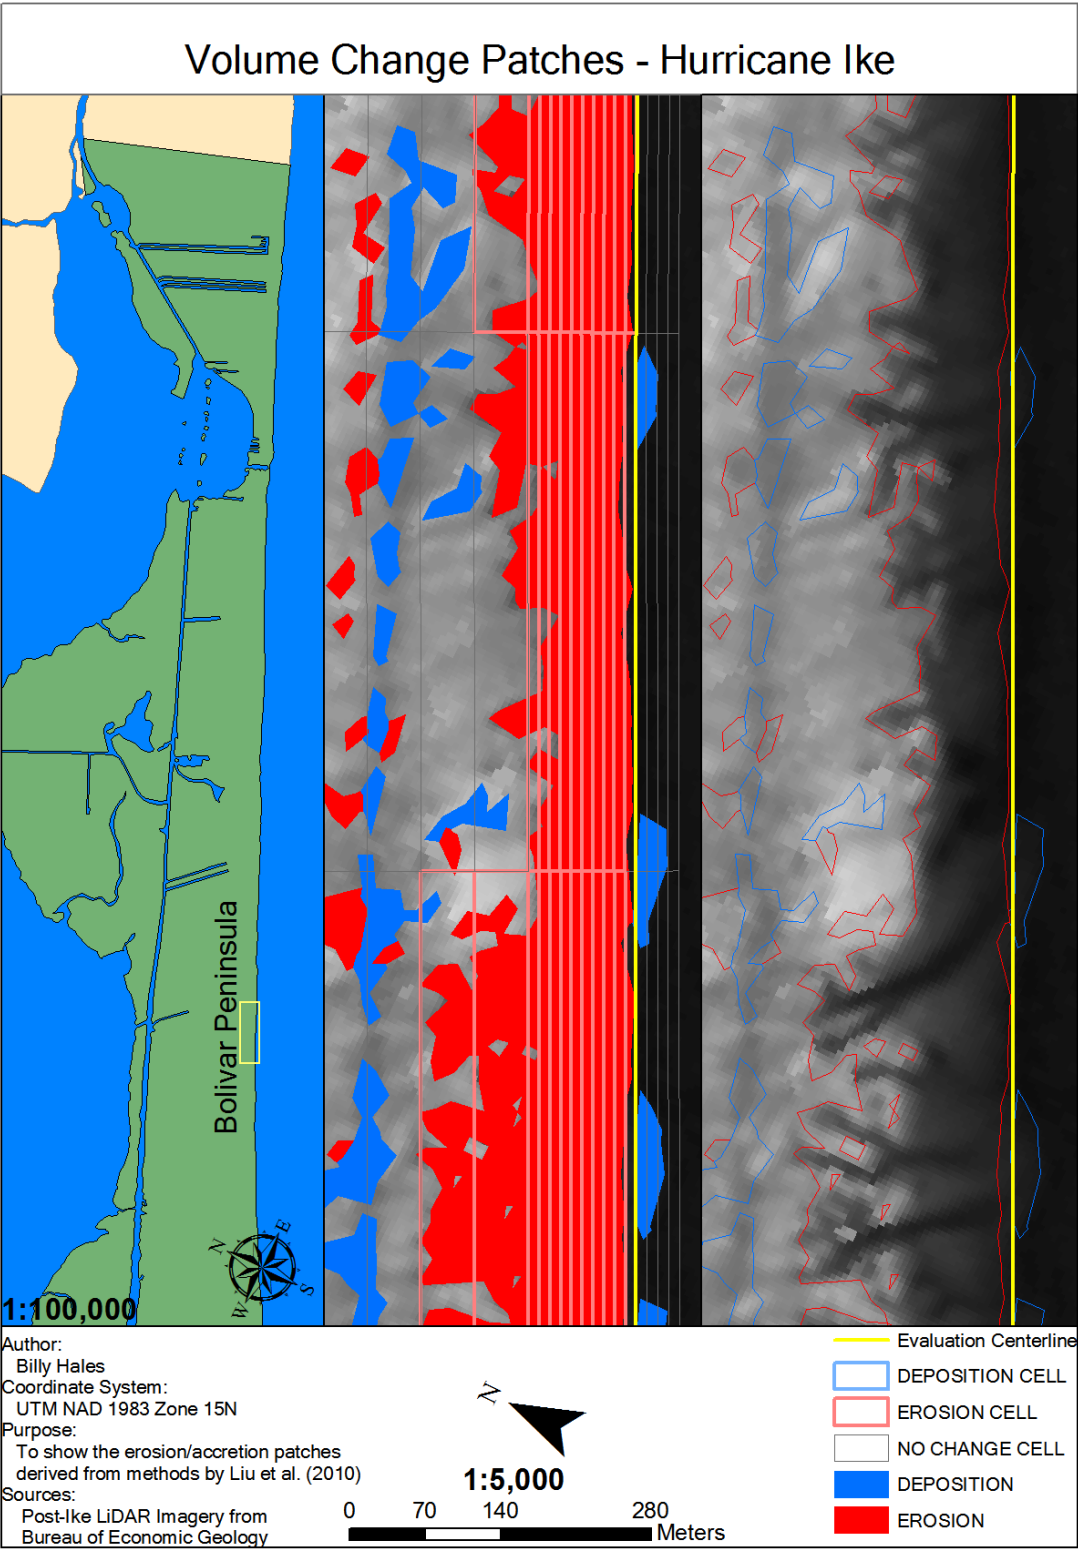 Volume Change Patches - Hurricane Ike
Bolivar Peninsula
N
E
S
W
1:100,000
Author:
Billy Hales
Coordinate System:
UTM NAD 1983 Zone 15N
Purpose:
To show the erosion/accretion patches
derived from methods by Liu et al. (2010)
Sources:
Post-Ike LiDAR Imagery from
Bureau of Economic Geology
N
1:5,000
0 70 140 280
Meters
Evaluation Centerline
DEPOSITION CELL
EROSION CELL
NO CHANGE CELL
DEPOSITION
EROSION